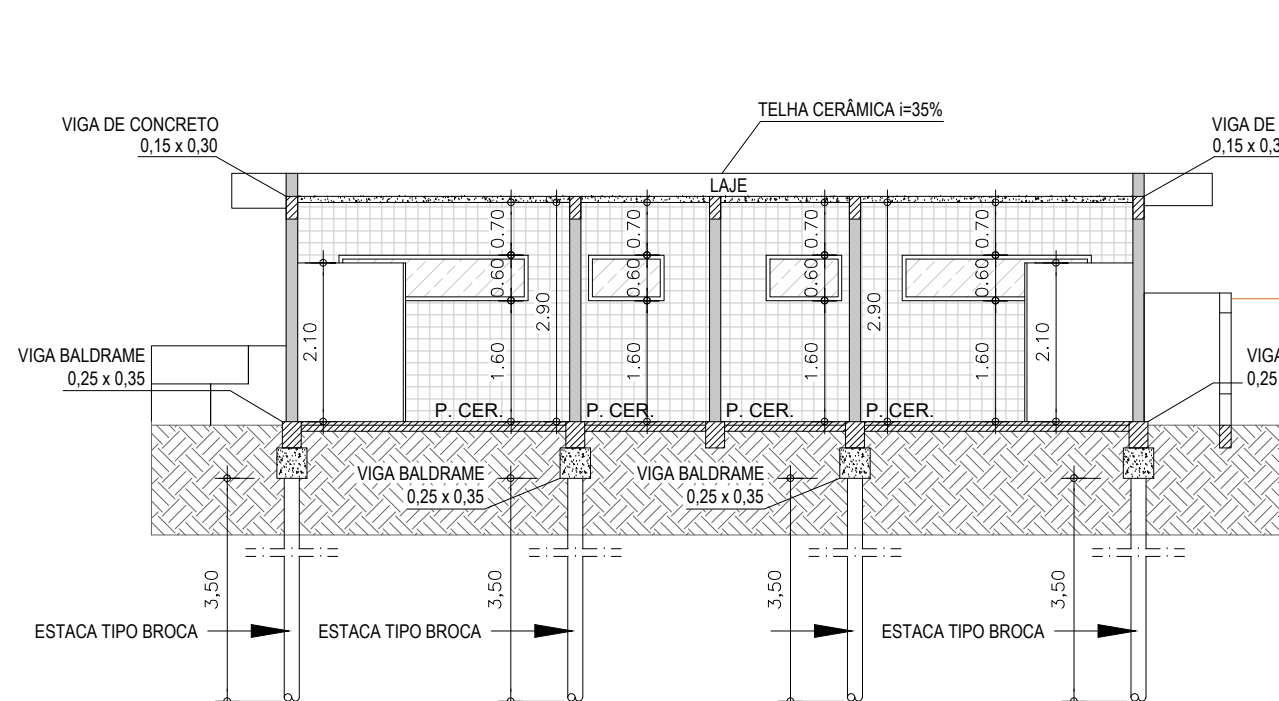 TELHA CERÂMICA i=35%
VIGA DE CONCRETO
0,15 x 0,30
VIGA DE
0,15 x 0,3
LAJE
0.70
0.70
0.70
0.70
0.60
0.60
0.60
0.60
2.90
2.90
2.10
1.60
1.60
1.60
1.60
2.10
VIGA BALDRAME
0,25 x 0,35
VIGA
0,25
P. CER.
P. CER.
P. CER.
P. CER.
VIGA BALDRAME
0,25 x 0,35
VIGA BALDRAME
0,25 x 0,35
3,50
3,50
3,50
3,50
ESTACA TIPO BROCA
ESTACA TIPO BROCA
ESTACA TIPO BROCA